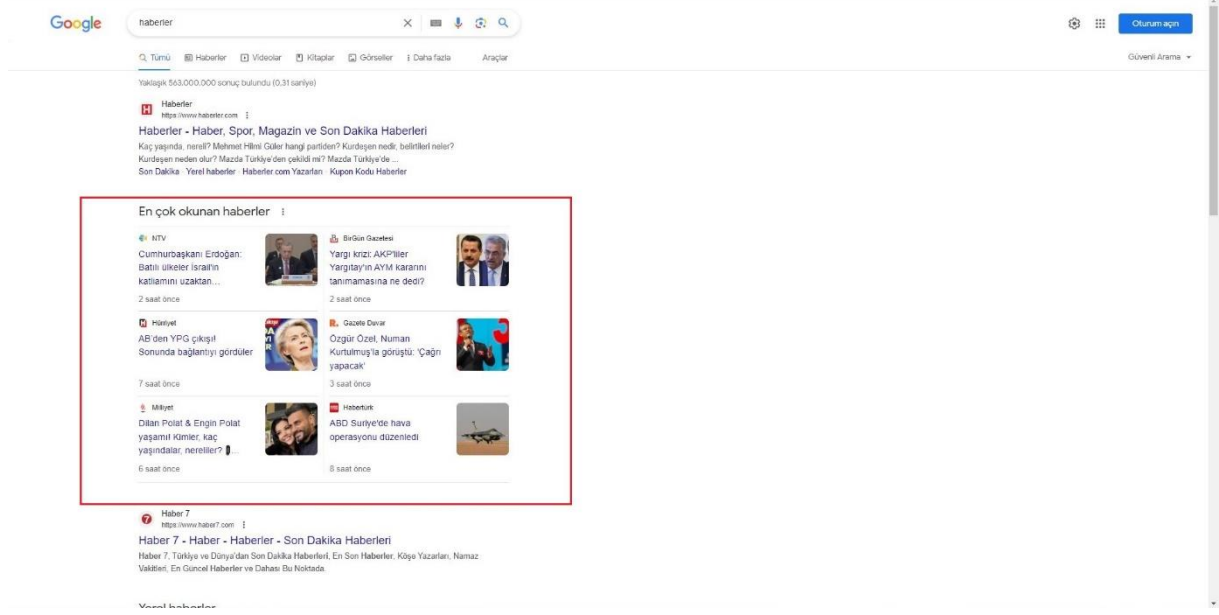 Google
haberler
Oturum açın
Tümü Haberler Videolar Kitaplar Görseller Daha fazla Araçlar
Güvenli Arama
Yaklaşık 563.000.000 sonuç bulundu (0,31 saniye)
Haberler
https://www.haberler.com
Haberler - Haber, Spor, Magazin ve Son Dakika Haberleri
Kaç yaşında, nereli? Mehmet Hilmi Güler hangi partiden? Kurdeşen nedir, belirtileri neler?
Kurdeşen neden olur? Mazda Türkiye'den çekildi mi? Mazda Türkiye'de ...
Son Dakika · Yerel haberler · Haberler.com Yazarları · Kupon Kodu Haberler
En çok okunan haberler
NTV
Cumhurbaşkanı Erdoğan:
Batılı ülkeler İsrail'in
katliamını uzaktan...
2 saat önce
BirGün Gazetesi
Yargı krizi: AKP'liler
Yargıtay'ın AYM kararını
tanımamasına ne dedi?
2 saat önce
Hürriyet
AB'den YPG çıkışı!
Sonunda bağlantıyı gördüler
7 saat önce
Gazete Duvar
Özgür Özel, Numan
Kurtulmuş'la görüştü: 'Çağrı
yapacak'
3 saat önce
Milliyet
Dilan Polat & Engin Polat
yaşamı! Kimler, kaç
yaşındalar, nereliler? ...
6 saat önce
Habertürk
ABD Suriye'de hava
operasyonu düzenledi
8 saat önce
Haber 7
https://www.haber7.com
Haber 7 - Haber - Haberler - Son Dakika Haberleri
Haber 7, Türkiye ve Dünya'dan Son Dakika Haberleri, En Son Haberler, Köşe Yazarları, Namaz
Vakitleri, En Güncel Haberler ve Dahası Bu Noktada.
Yerel haberler